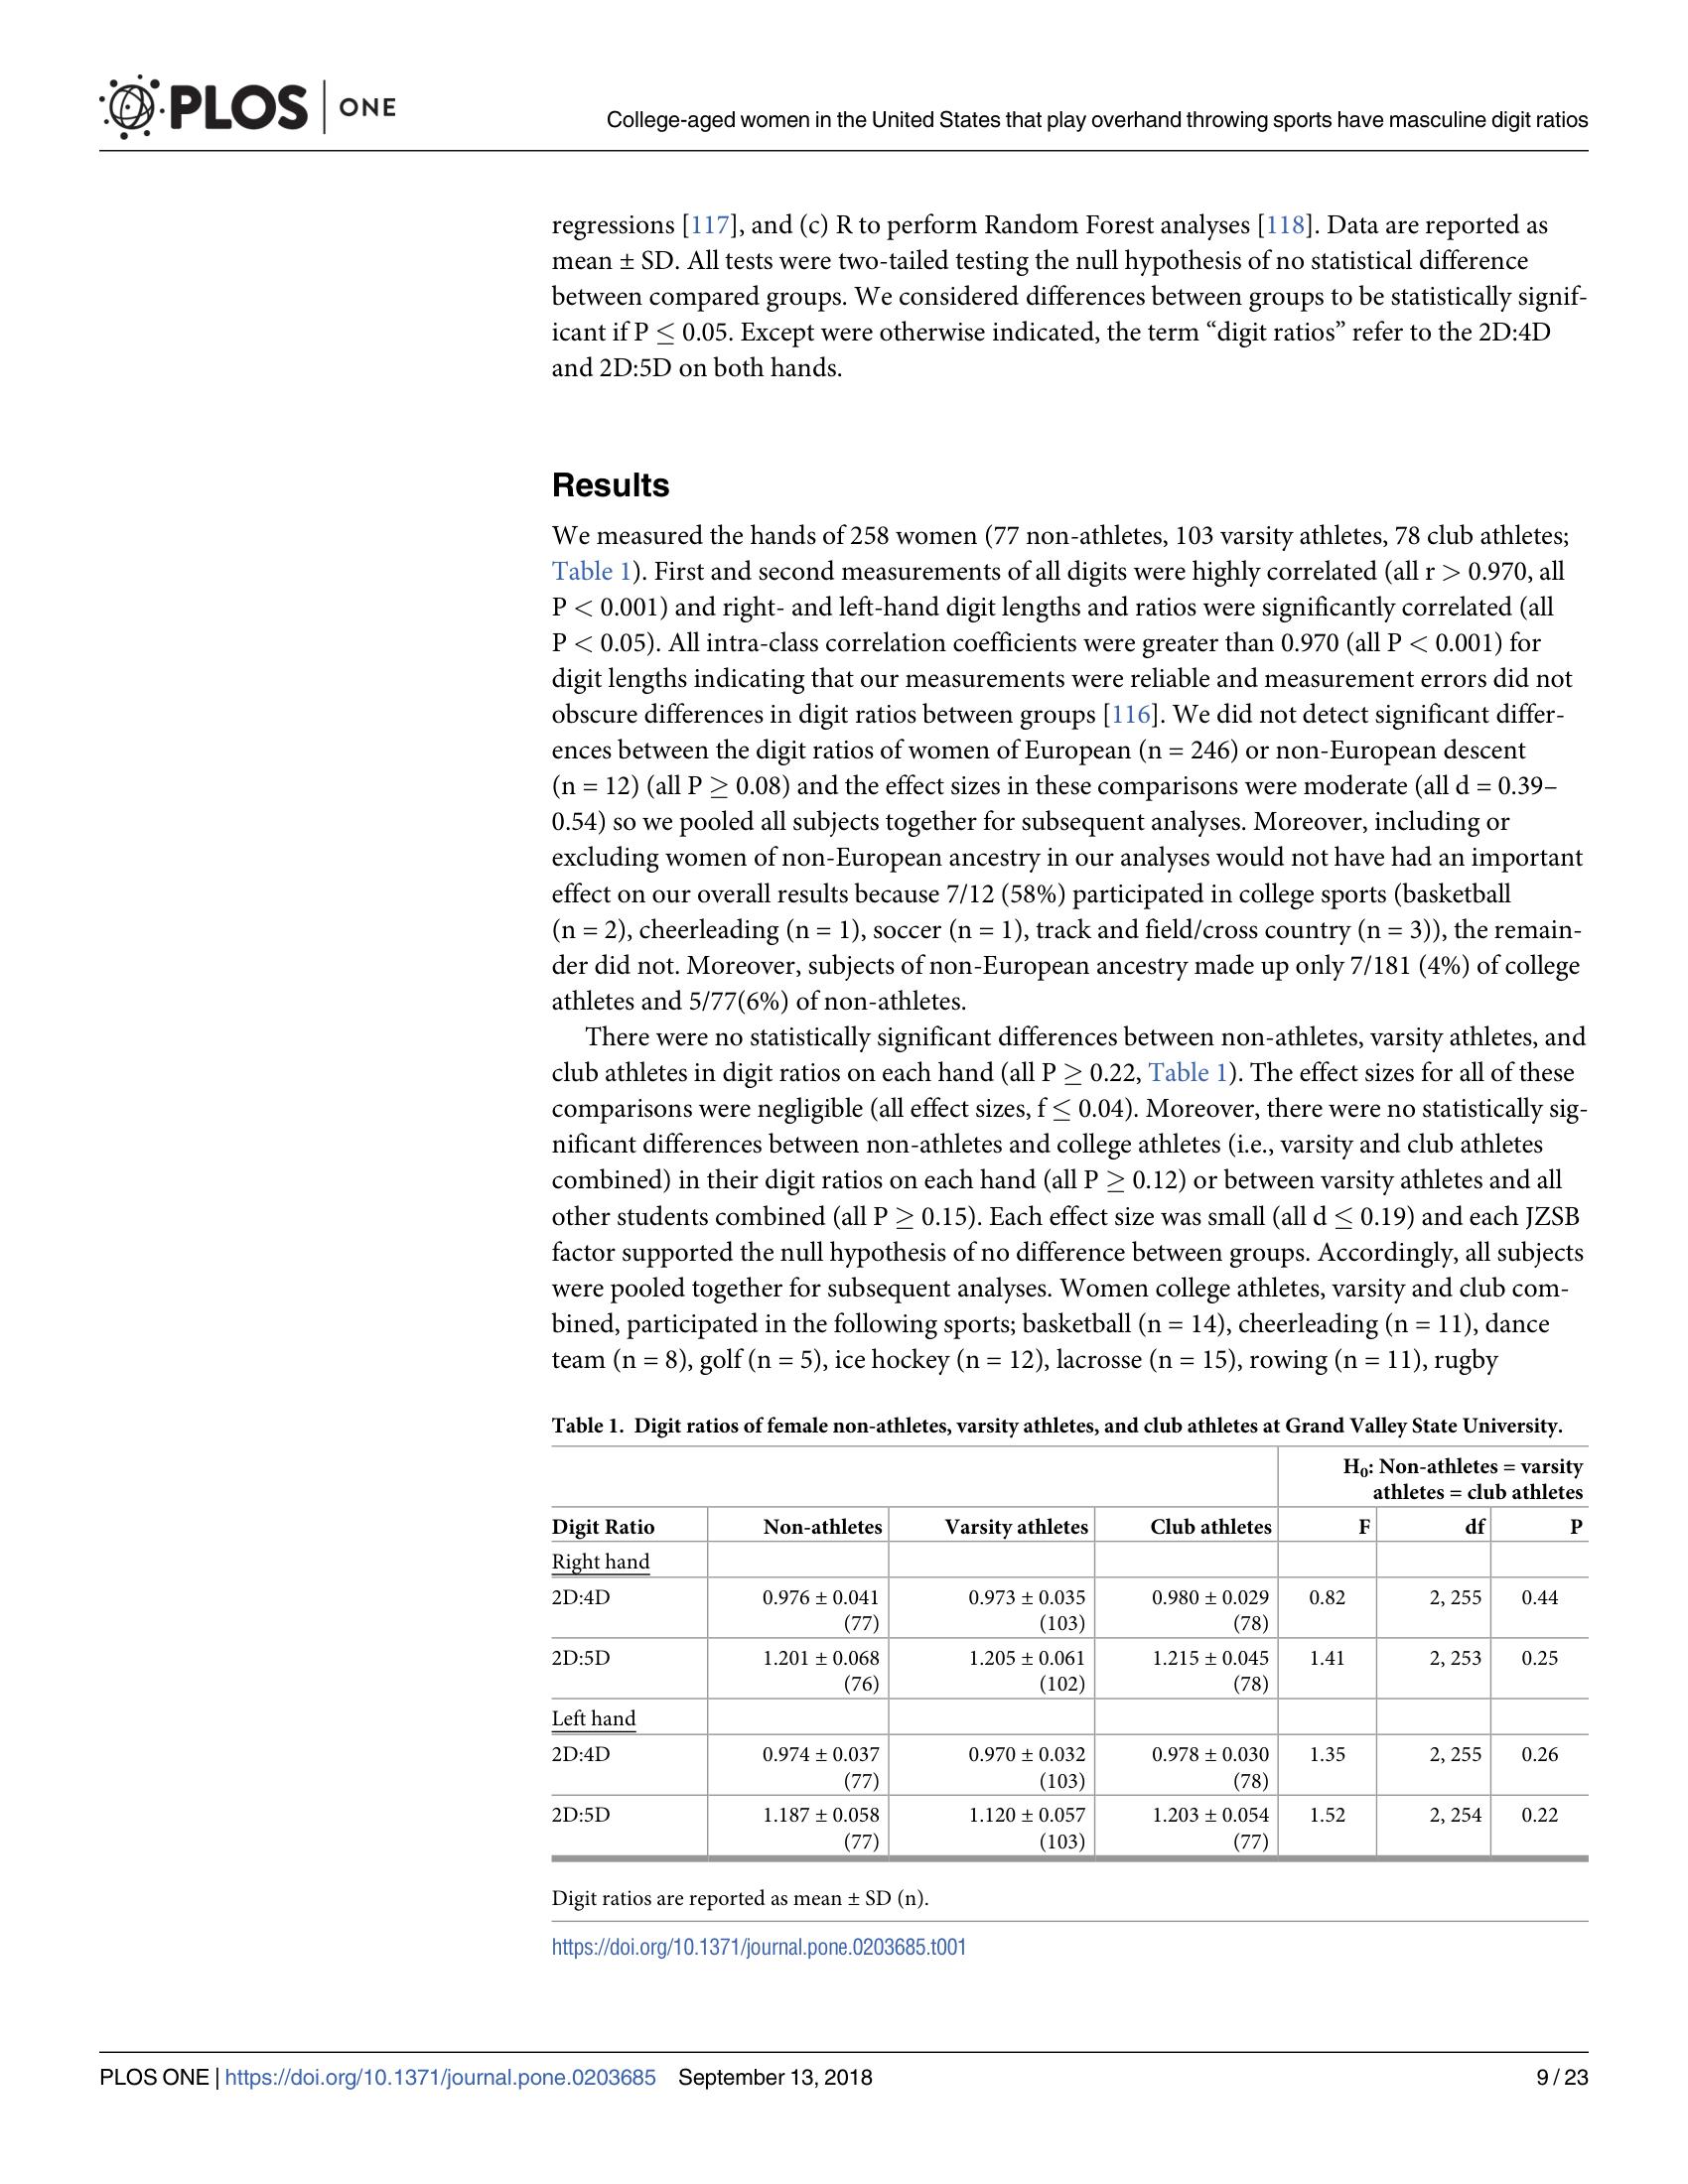 PLOS ONE
College-aged women in the United States that play overhand throwing sports have masculine digit ratios
regressions [117], and (c) R to perform Random Forest analyses [118]. Data are reported as
mean ± SD. All tests were two-tailed testing the null hypothesis of no statistical difference
between compared groups. We considered differences between groups to be statistically signif-
icant if P ≤ 0.05. Except were otherwise indicated, the term “digit ratios” refer to the 2D:4D
and 2D:5D on both hands.
Results
We measured the hands of 258 women (77 non-athletes, 103 varsity athletes, 78 club athletes;
Table 1). First and second measurements of all digits were highly correlated (all r > 0.970, all
P < 0.001) and right- and left-hand digit lengths and ratios were significantly correlated (all
P < 0.05). All intra-class correlation coefficients were greater than 0.970 (all P < 0.001) for
digit lengths indicating that our measurements were reliable and measurement errors did not
obscure differences in digit ratios between groups [116]. We did not detect significant differ-
ences between the digit ratios of women of European (n = 246) or non-European descent
(n = 12) (all P ≥ 0.08) and the effect sizes in these comparisons were moderate (all d = 0.39–
0.54) so we pooled all subjects together for subsequent analyses. Moreover, including or
excluding women of non-European ancestry in our analyses would not have had an important
effect on our overall results because 7/12 (58%) participated in college sports (basketball
(n = 2), cheerleading (n = 1), soccer (n = 1), track and field/cross country (n = 3)), the remain-
der did not. Moreover, subjects of non-European ancestry made up only 7/181 (4%) of college
athletes and 5/77(6%) of non-athletes.
There were no statistically significant differences between non-athletes, varsity athletes, and
club athletes in digit ratios on each hand (all P ≥ 0.22, Table 1). The effect sizes for all of these
comparisons were negligible (all effect sizes, f ≤ 0.04). Moreover, there were no statistically sig-
nificant differences between non-athletes and college athletes (i.e., varsity and club athletes
combined) in their digit ratios on each hand (all P ≥ 0.12) or between varsity athletes and all
other students combined (all P ≥ 0.15). Each effect size was small (all d ≤ 0.19) and each JZSB
factor supported the null hypothesis of no difference between groups. Accordingly, all subjects
were pooled together for subsequent analyses. Women college athletes, varsity and club com-
bined, participated in the following sports; basketball (n = 14), cheerleading (n = 11), dance
team (n = 8), golf (n = 5), ice hockey (n = 12), lacrosse (n = 15), rowing (n = 11), rugby
Table 1. Digit ratios of female non-athletes, varsity athletes, and club athletes at Grand Valley State University.
H0: Non-athletes = varsity
athletes = club athletes
Digit Ratio Non-athletes Varsity athletes Club athletes F df P
Right hand
2D:4D 0.976 ± 0.041 0.973 ± 0.035 0.980 ± 0.029 0.82 2, 255 0.44
(77) (103) (78)
2D:5D 1.201 ± 0.068 1.205 ± 0.061 1.215 ± 0.045 1.41 2, 253 0.25
(76) (102) (78)
Left hand
2D:4D 0.974 ± 0.037 0.970 ± 0.032 0.978 ± 0.030 1.35 2, 255 0.26
(77) (103) (78)
2D:5D 1.187 ± 0.058 1.120 ± 0.057 1.203 ± 0.054 1.52 2, 254 0.22
(77) (103) (77)
Digit ratios are reported as mean ± SD (n).
https://doi.org/10.1371/journal.pone.0203685.t001
PLOS ONE | https://doi.org/10.1371/journal.pone.0203685 September 13, 2018 9 / 23